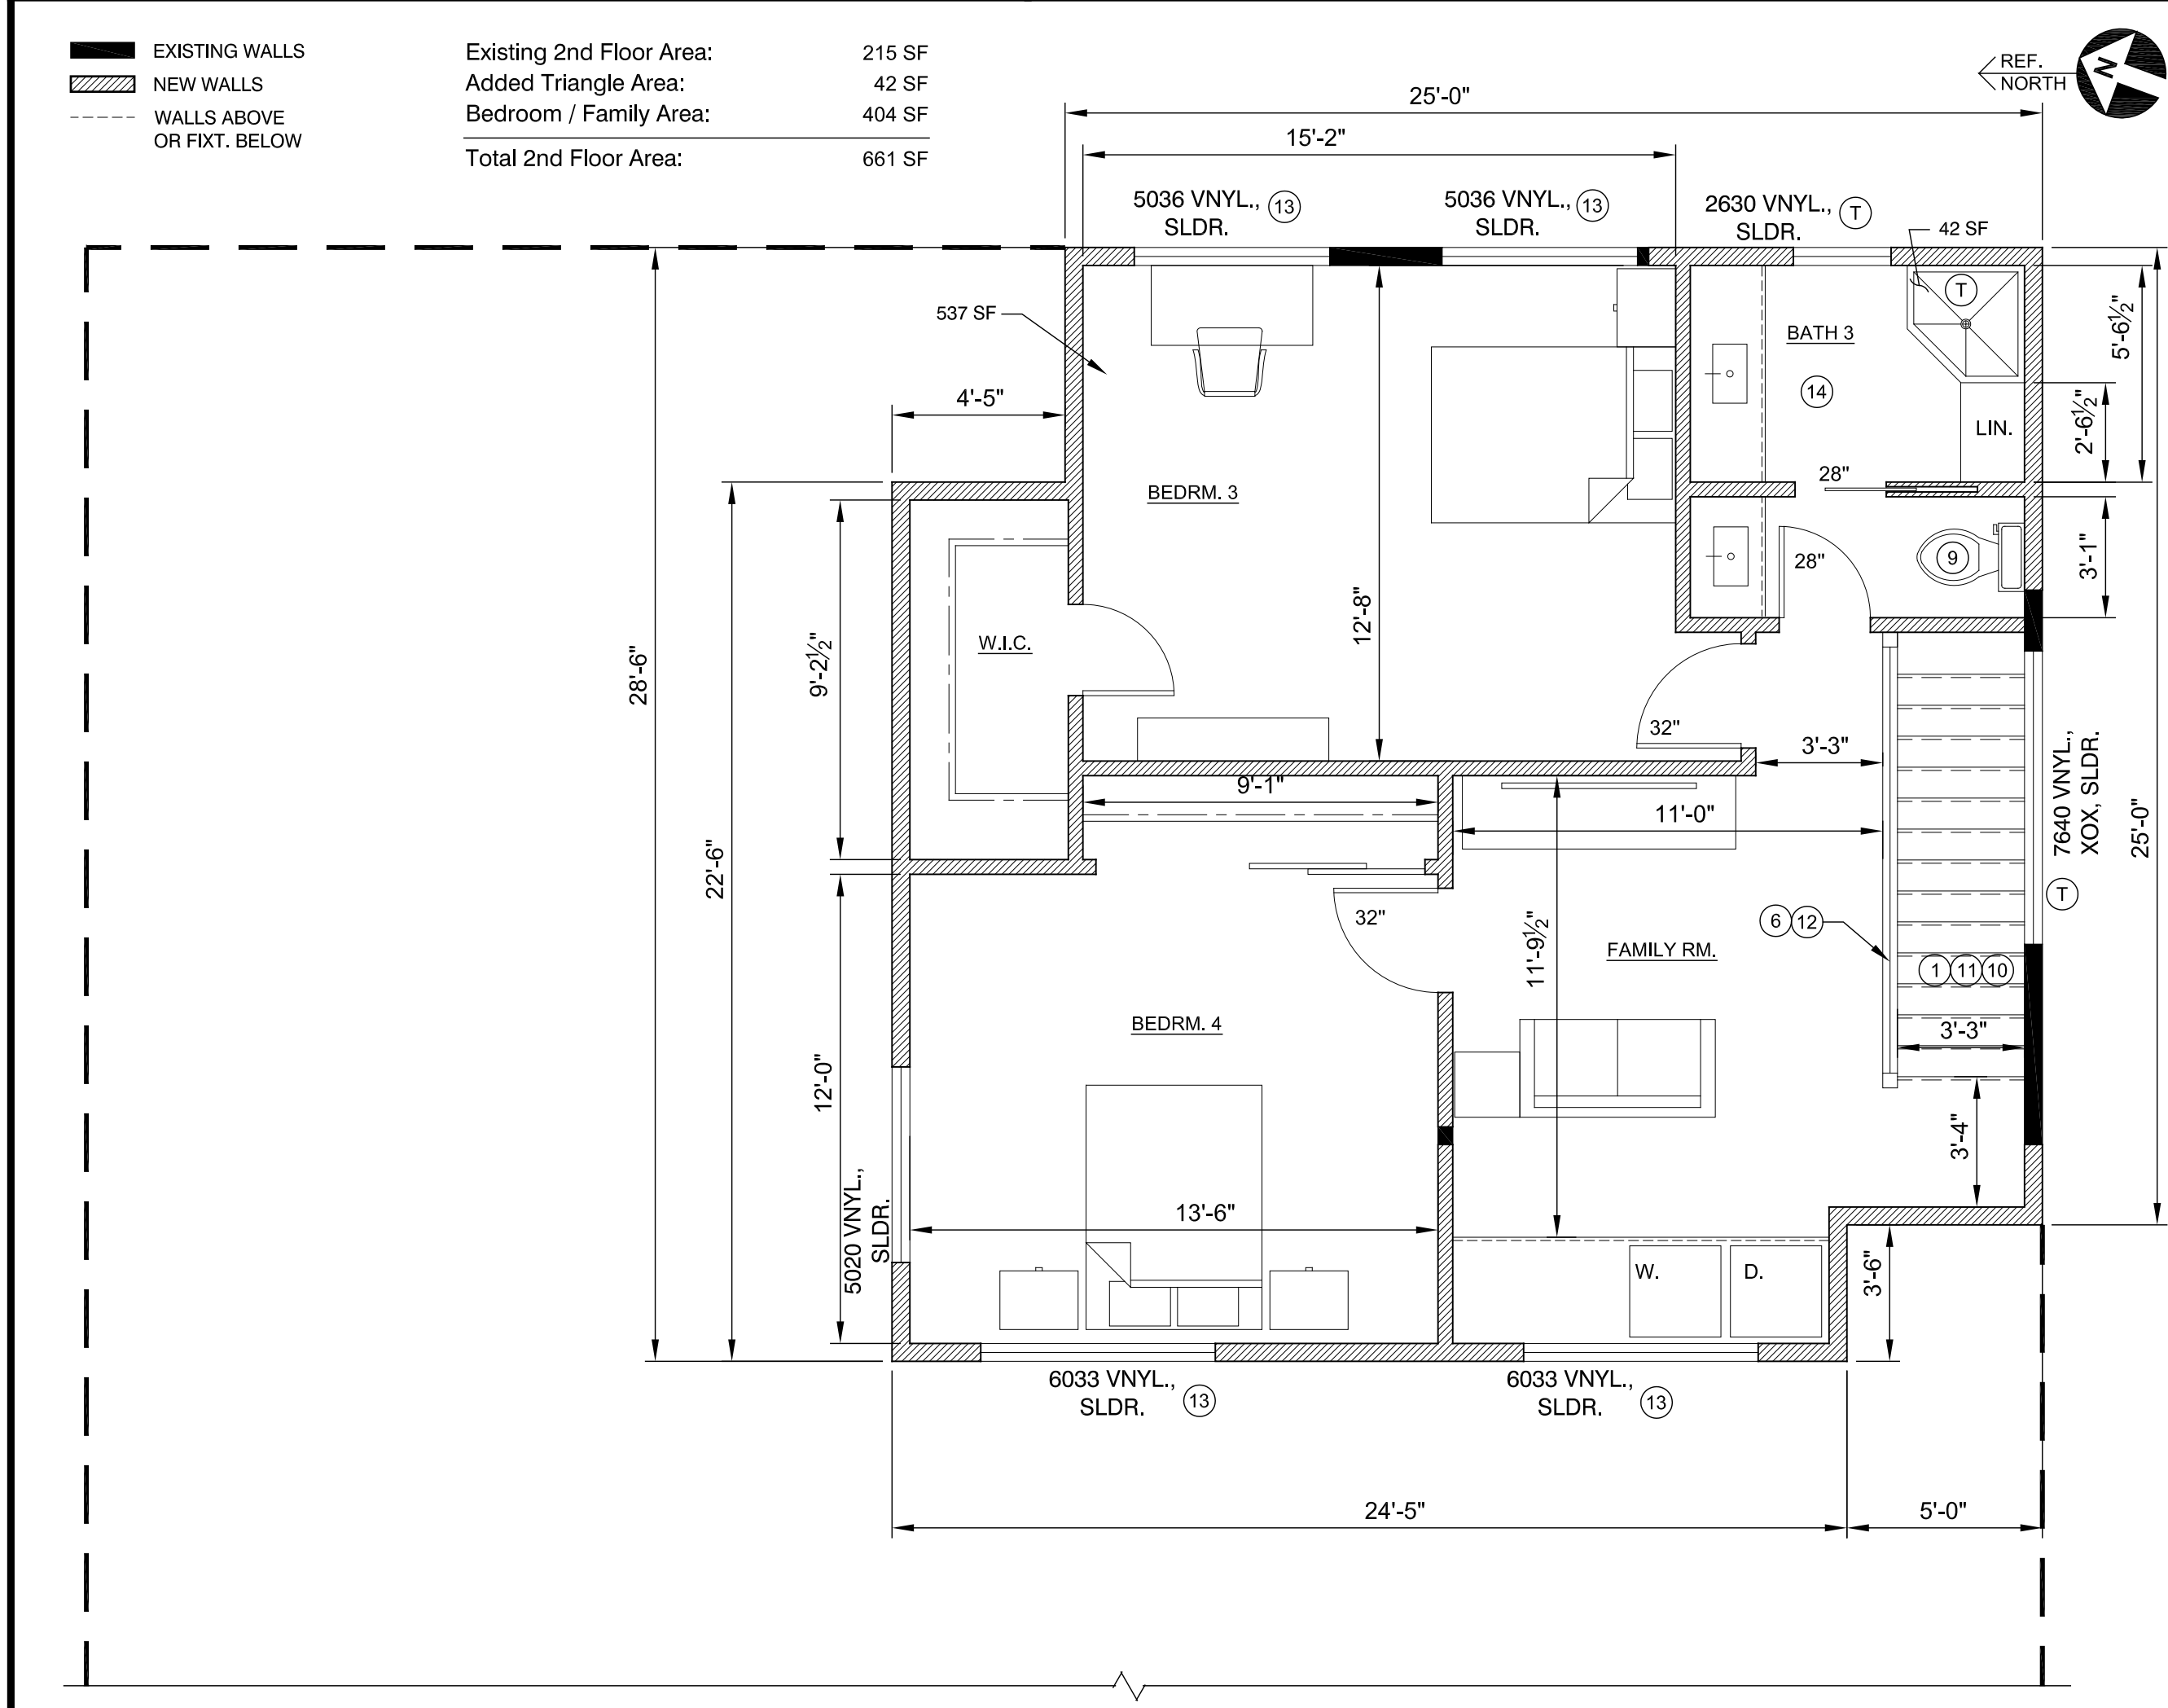 EXISTING WALLS
NEW WALLS
WALLS ABOVE
OR FIXT. BELOW
Existing 2nd Floor Area: 215 SF
Added Triangle Area: 42 SF
Bedroom / Family Area: 404 SF
Total 2nd Floor Area: 661 SF
REF.
NORTH
N
25'-0"
15'-2"
5036 VNYL., 13
SLDR.
5036 VNYL., 13
SLDR.
2630 VNYL., T
SLDR.
42 SF
T
537 SF
BATH 3
14
LIN.
5'-6½"
2'-6½"
4'-5"
BEDRM. 3
28"
28"
9
3'-1"
12'-8"
W.I.C.
9'-2½"
28'-6"
22'-6"
32"
3'-3"
7640 VNYL.,
XOX, SLDR.
T
25'-0"
9'-1"
11'-0"
32"
11'-9½"
6 12
FAMILY RM.
1 11 10
3'-3"
BEDRM. 4
12'-0"
3'-4"
13'-6"
5020 VNYL.,
SLDR.
W.
D.
3'-6"
6033 VNYL., 13
SLDR.
6033 VNYL., 13
SLDR.
24'-5"
5'-0"